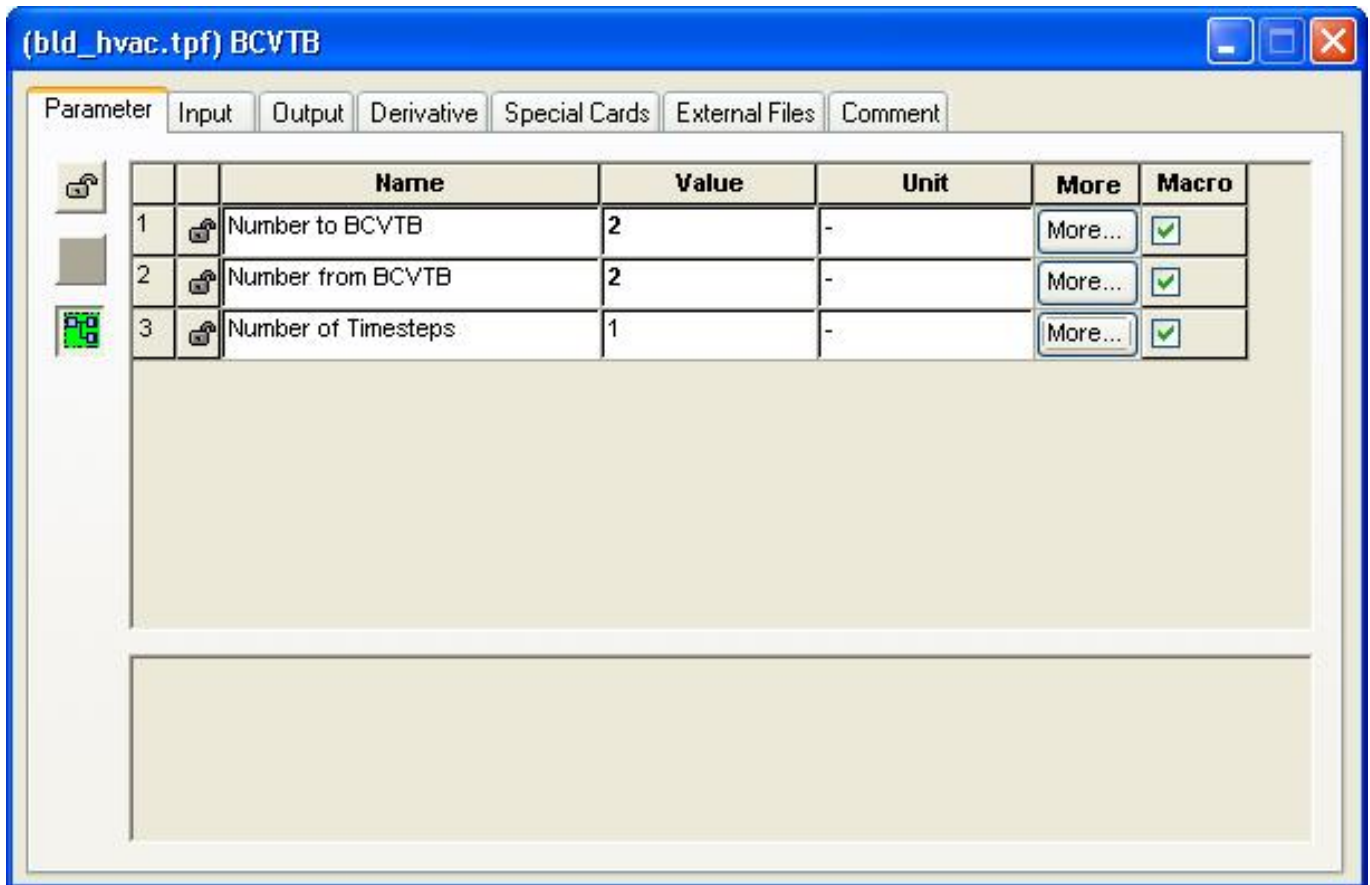 (bld_hvac.tpf) BCVTB
Parameter Input Output Derivative Special Cards External Files Comment
Name Value Unit More Macro
1 Number to BCVTB 2 - More...
2 Number from BCVTB 2 - More...
3 Number of Timesteps 1 - More...